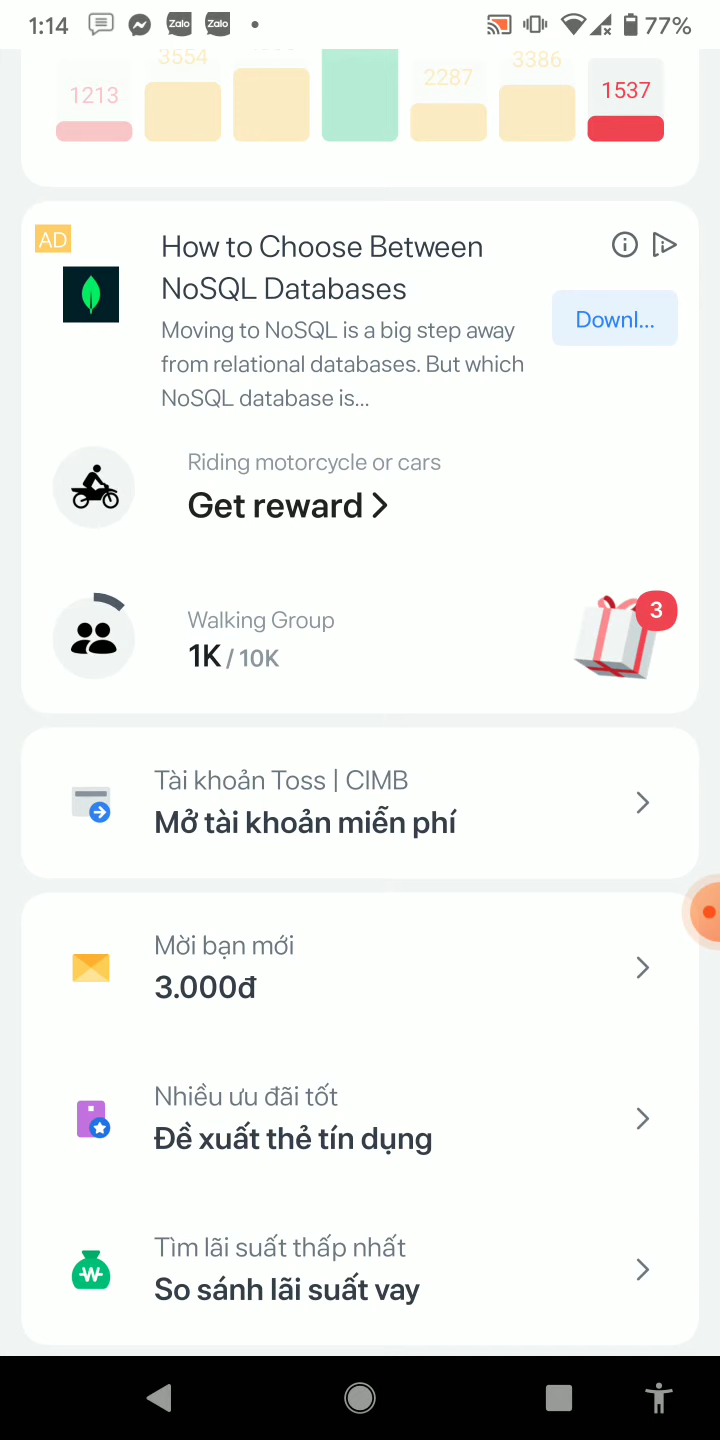 1:14
Zalo
Zalo
77%
3554
3386
2287
1213
1537
AD
How to Choose Between
NoSQL Databases
Downl...
Moving to NoSQL is a big step away
from relational databases. But which
NoSQL database is...
Riding motorcycle or cars
Get reward
Walking Group
1K / 10K
3
Tài khoản Toss | CIMB
Mở tài khoản miễn phí
Mời bạn mới
3.000đ
Nhiều ưu đãi tốt
Đề xuất thẻ tín dụng
Tìm lãi suất thấp nhất
So sánh lãi suất vay